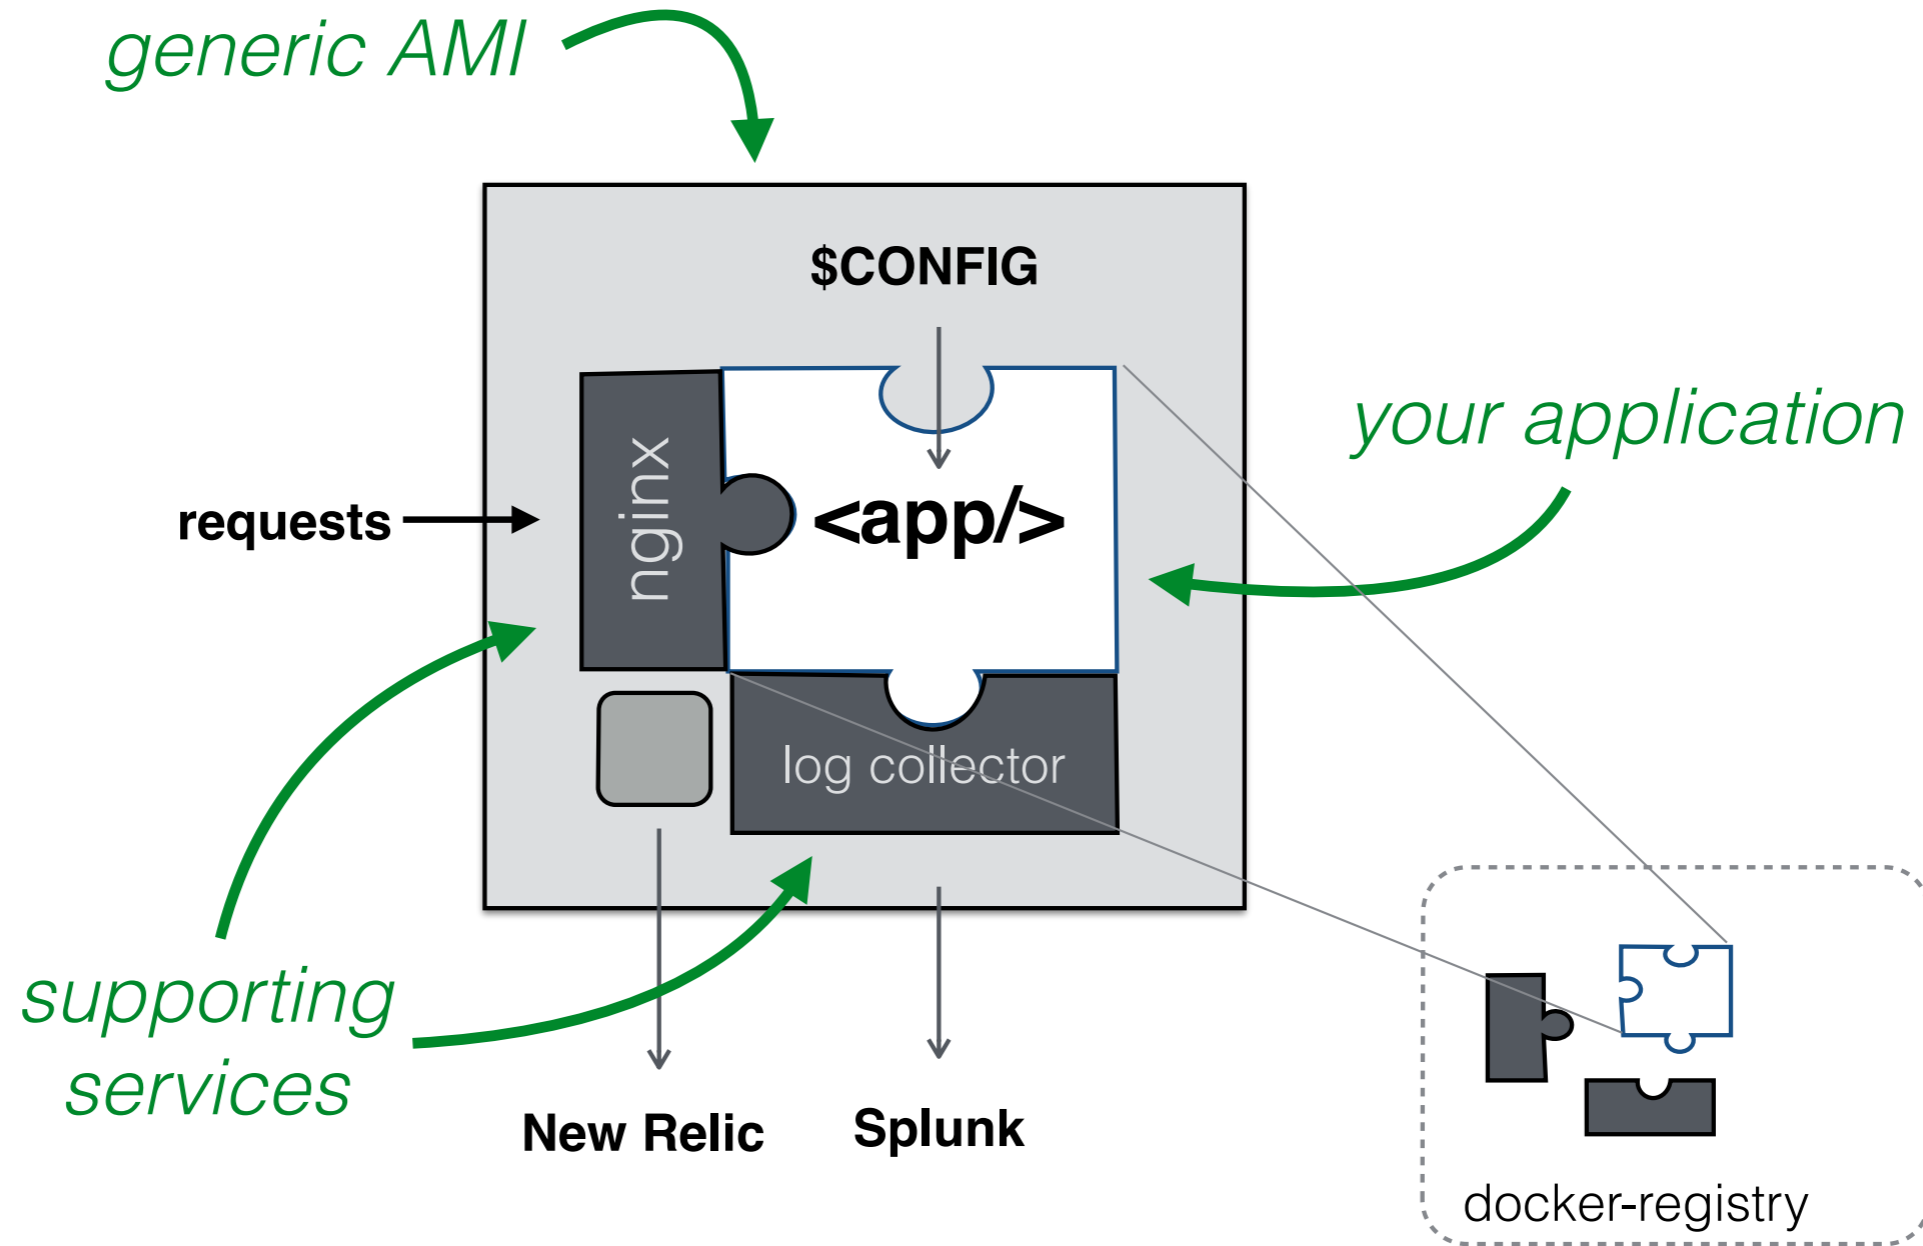 generic AMI
$CONFIG
your application
requests
nginx
<app/>
log collector
supporting
services
New Relic
Splunk
docker-registry